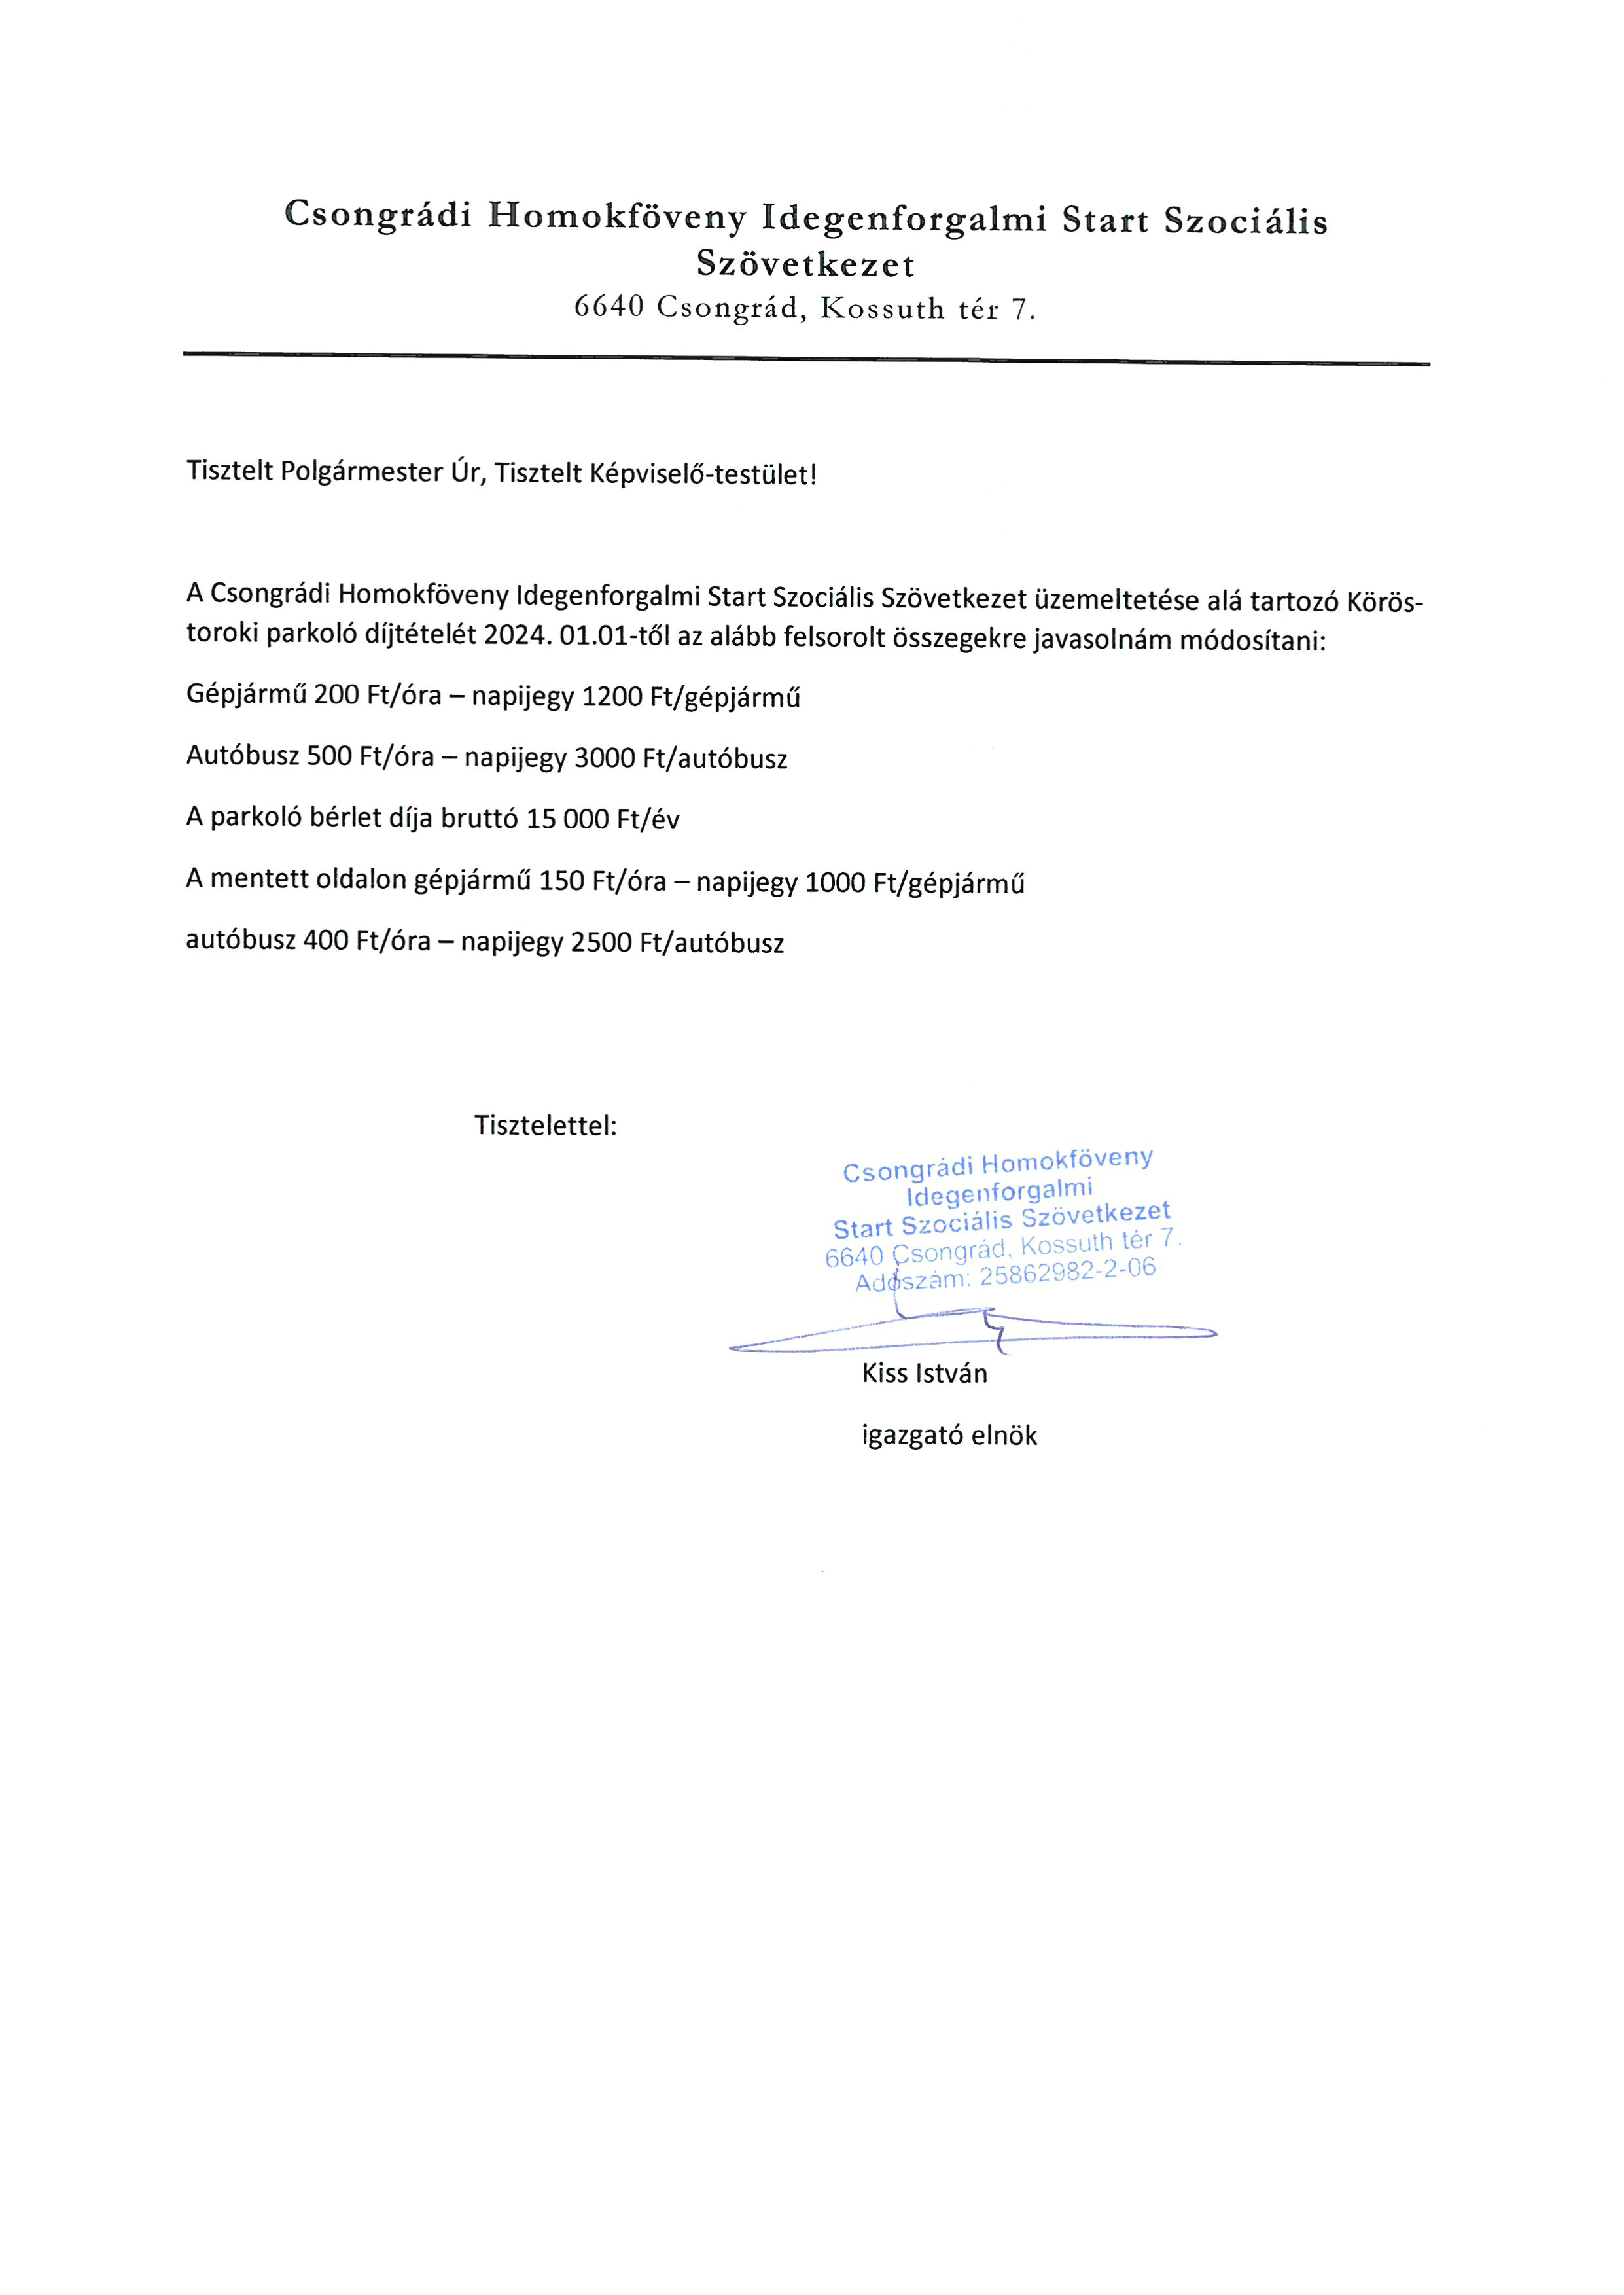 Csongrádi Homokföveny Idegenforgalmi Start Szociális
Szövetkezet
6640 Csongrád, Kossuth tér 7.
Tisztelt Polgármester Úr, Tisztelt Képviselő-testület!
A Csongrádi Homokföveny Idegenforgalmi Start Szociális Szövetkezet üzemeltetése alá tartozó Körös-
toroki parkoló díjtételét 2024. 01.01-től az alább felsorolt összegekre javasolnám módosítani:
Gépjármű 200 Ft/óra – napijegy 1200 Ft/gépjármű
Autóbusz 500 Ft/óra – napijegy 3000 Ft/autóbusz
A parkoló bérlet díja bruttó 15 000 Ft/év
A mentett oldalon gépjármű 150 Ft/óra – napijegy 1000 Ft/gépjármű
autóbusz 400 Ft/óra – napijegy 2500 Ft/autóbusz
Tisztelettel:
Csongrádi Homokföveny
Idegenforgalmi
Start Szociális Szövetkezet
6640 Csongrád, Kossuth tér 7.
Adószám: 25862982-2-06
Kiss István
igazgató elnök